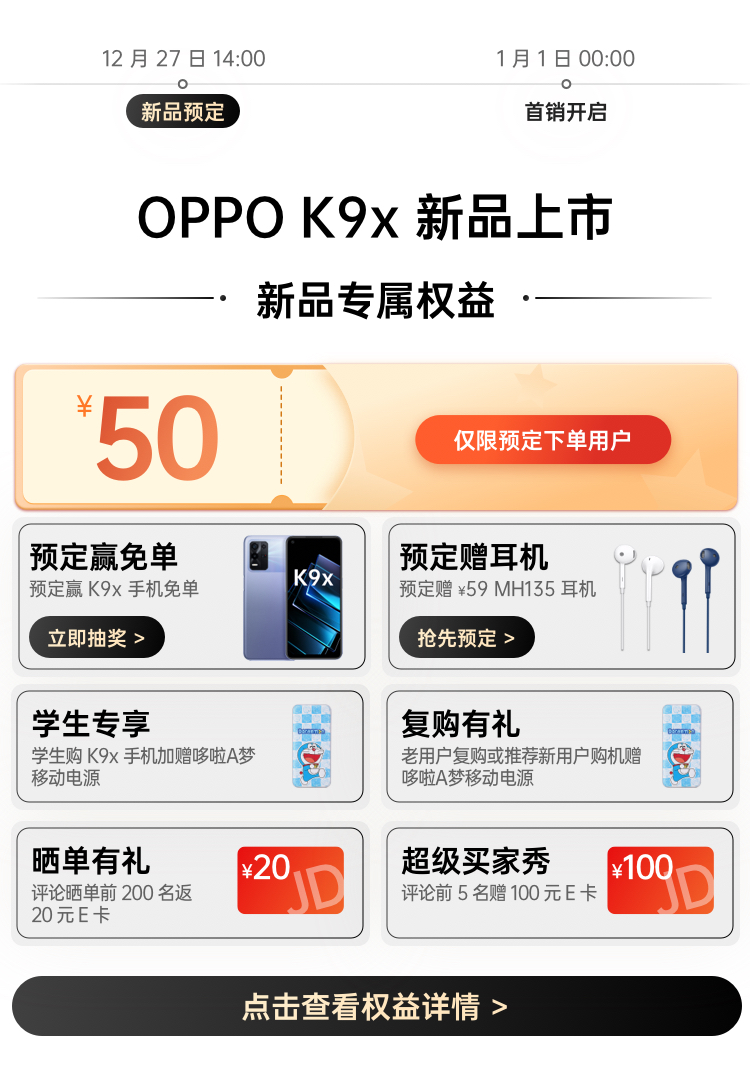 12 月 27 日 14:00
1 月 1 日 00:00
新品预定
首销开启
OPPO K9x 新品上市
新品专属权益
¥50
仅限预定下单用户
预定赢免单
预定赢 K9x 手机免单
立即抽奖 >
K9x
预定赠耳机
预定赠 ¥59 MH135 耳机
抢先预定 >
学生专享
学生购 K9x 手机加赠哆啦A梦
移动电源
Doraemon
复购有礼
老用户复购或推荐新用户购机赠
哆啦A梦移动电源
Doraemon
晒单有礼
评论晒单前 200 名返
20 元 E 卡
¥20
JD
超级买家秀
评论前 5 名赠 100 元 E 卡
¥100
JD
点击查看权益详情 >